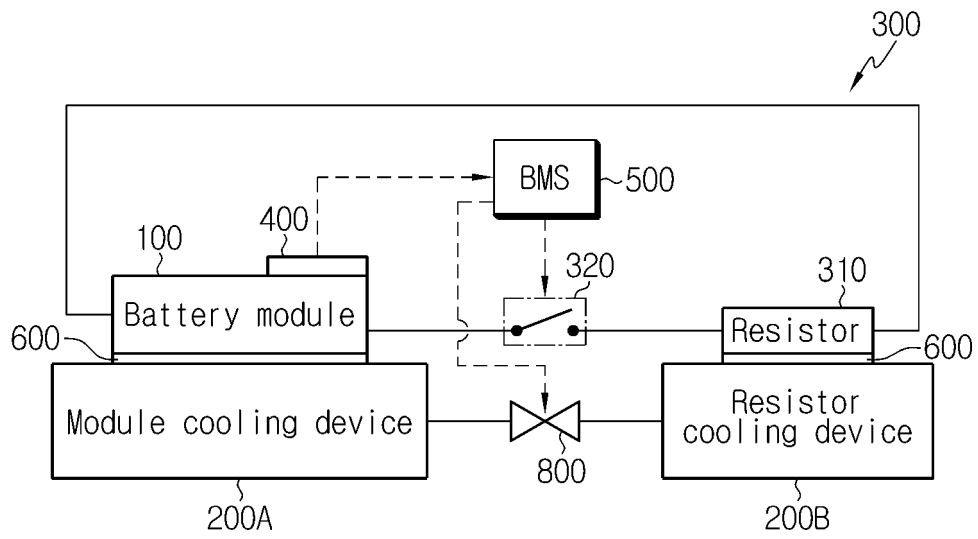 300
BMS
500
400
100
320
310
Battery module
Resistor
600
600
Module cooling device
Resistor
cooling device
800
200A
200B